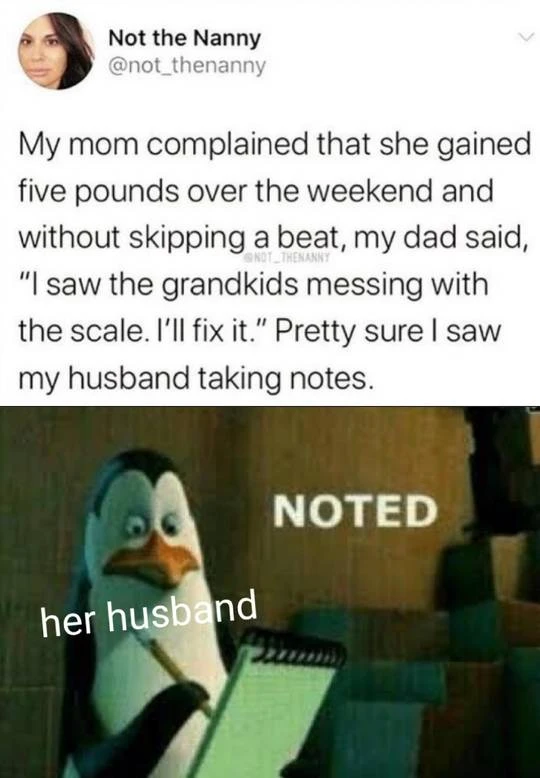 Not the Nanny
@not_thenanny
My mom complained that she gained
five pounds over the weekend and
without skipping a beat, my dad said,
@NOT_THENANNY
"I saw the grandkids messing with
the scale. I'll fix it." Pretty sure I saw
my husband taking notes.
NOTED
her husband